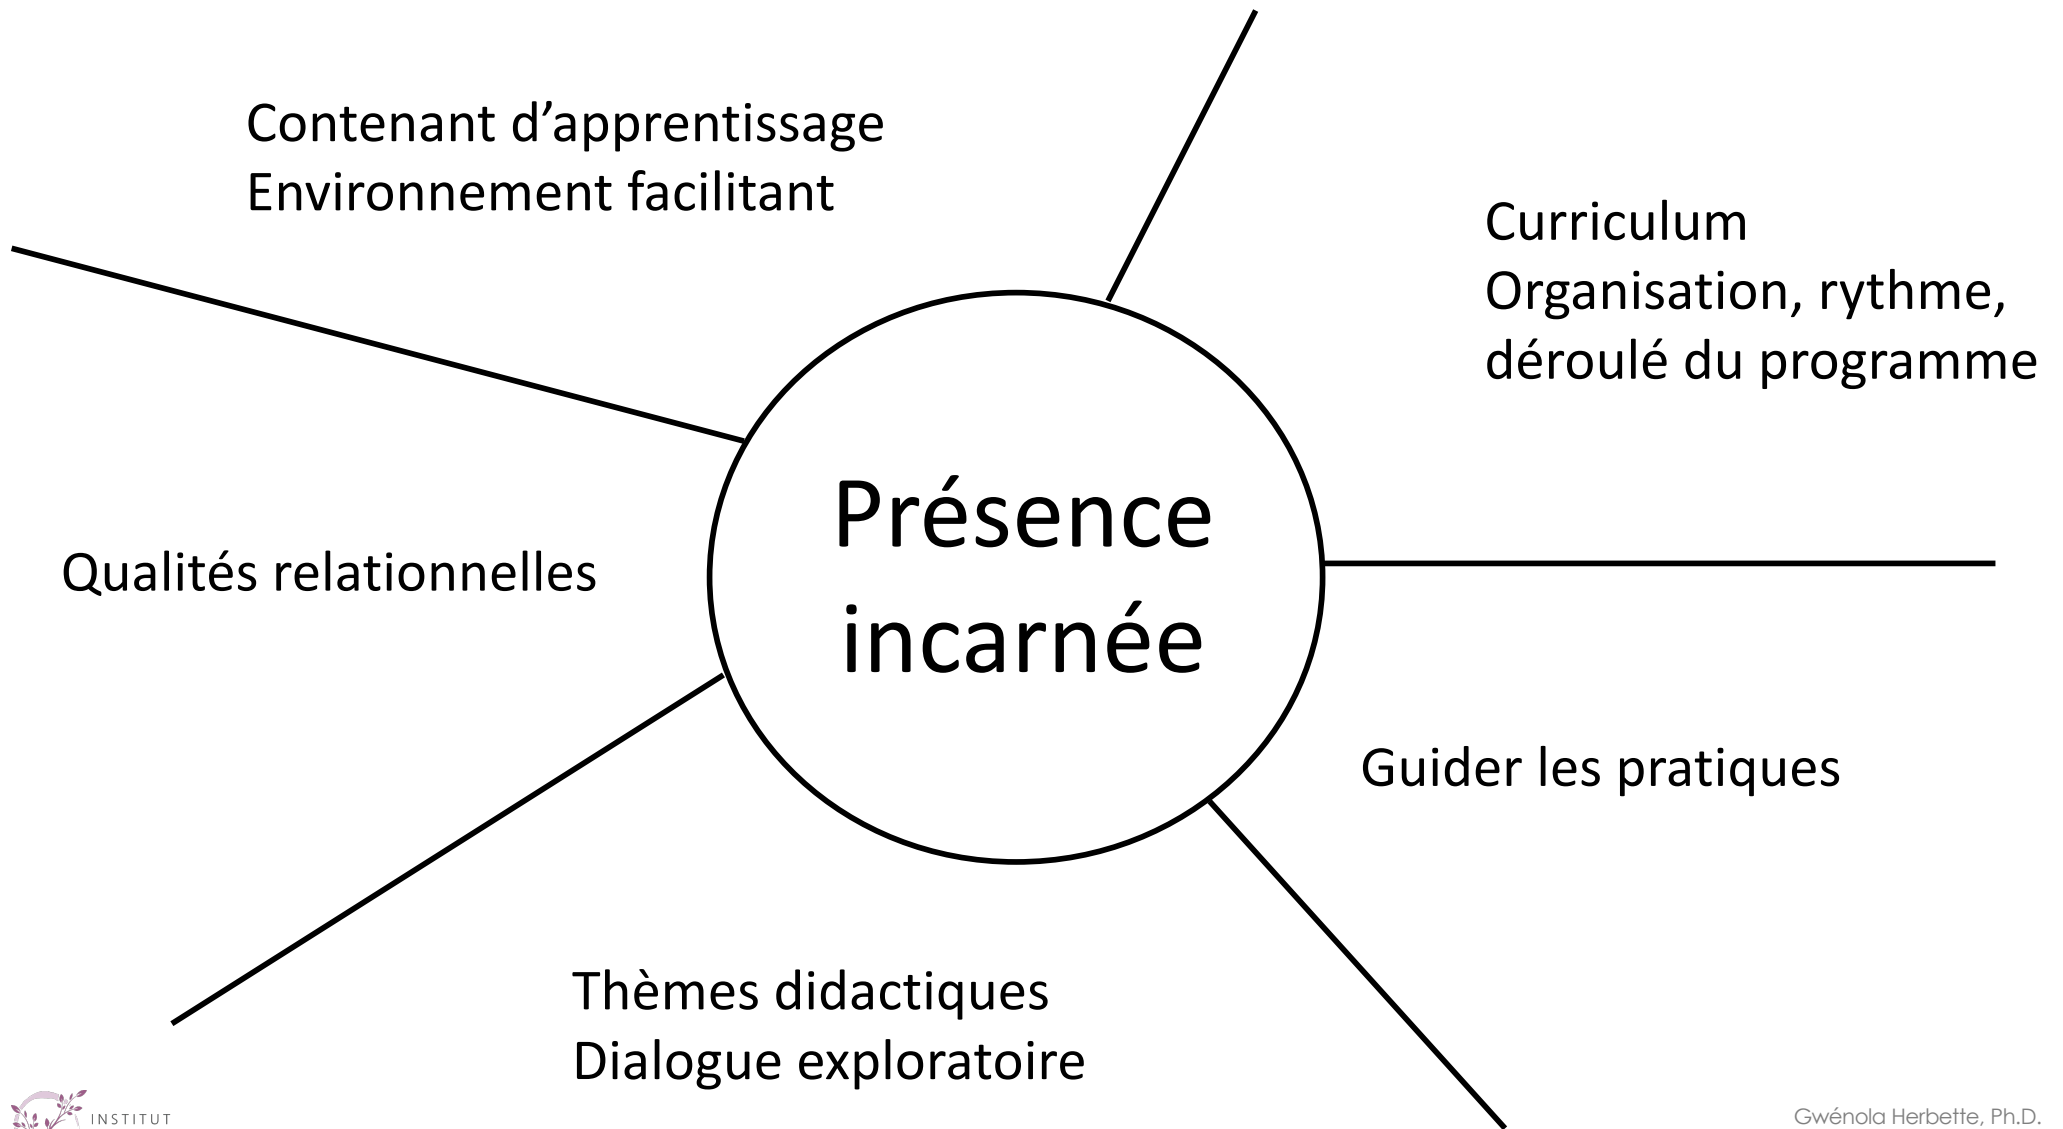 Contenant d’apprentissage
Environnement facilitant
Curriculum
Organisation, rythme,
déroulé du programme
Présence
incarnée
Qualités relationnelles
Guider les pratiques
Thèmes didactiques
Dialogue exploratoire
INSTITUT
Gwénola Herbette, Ph.D.